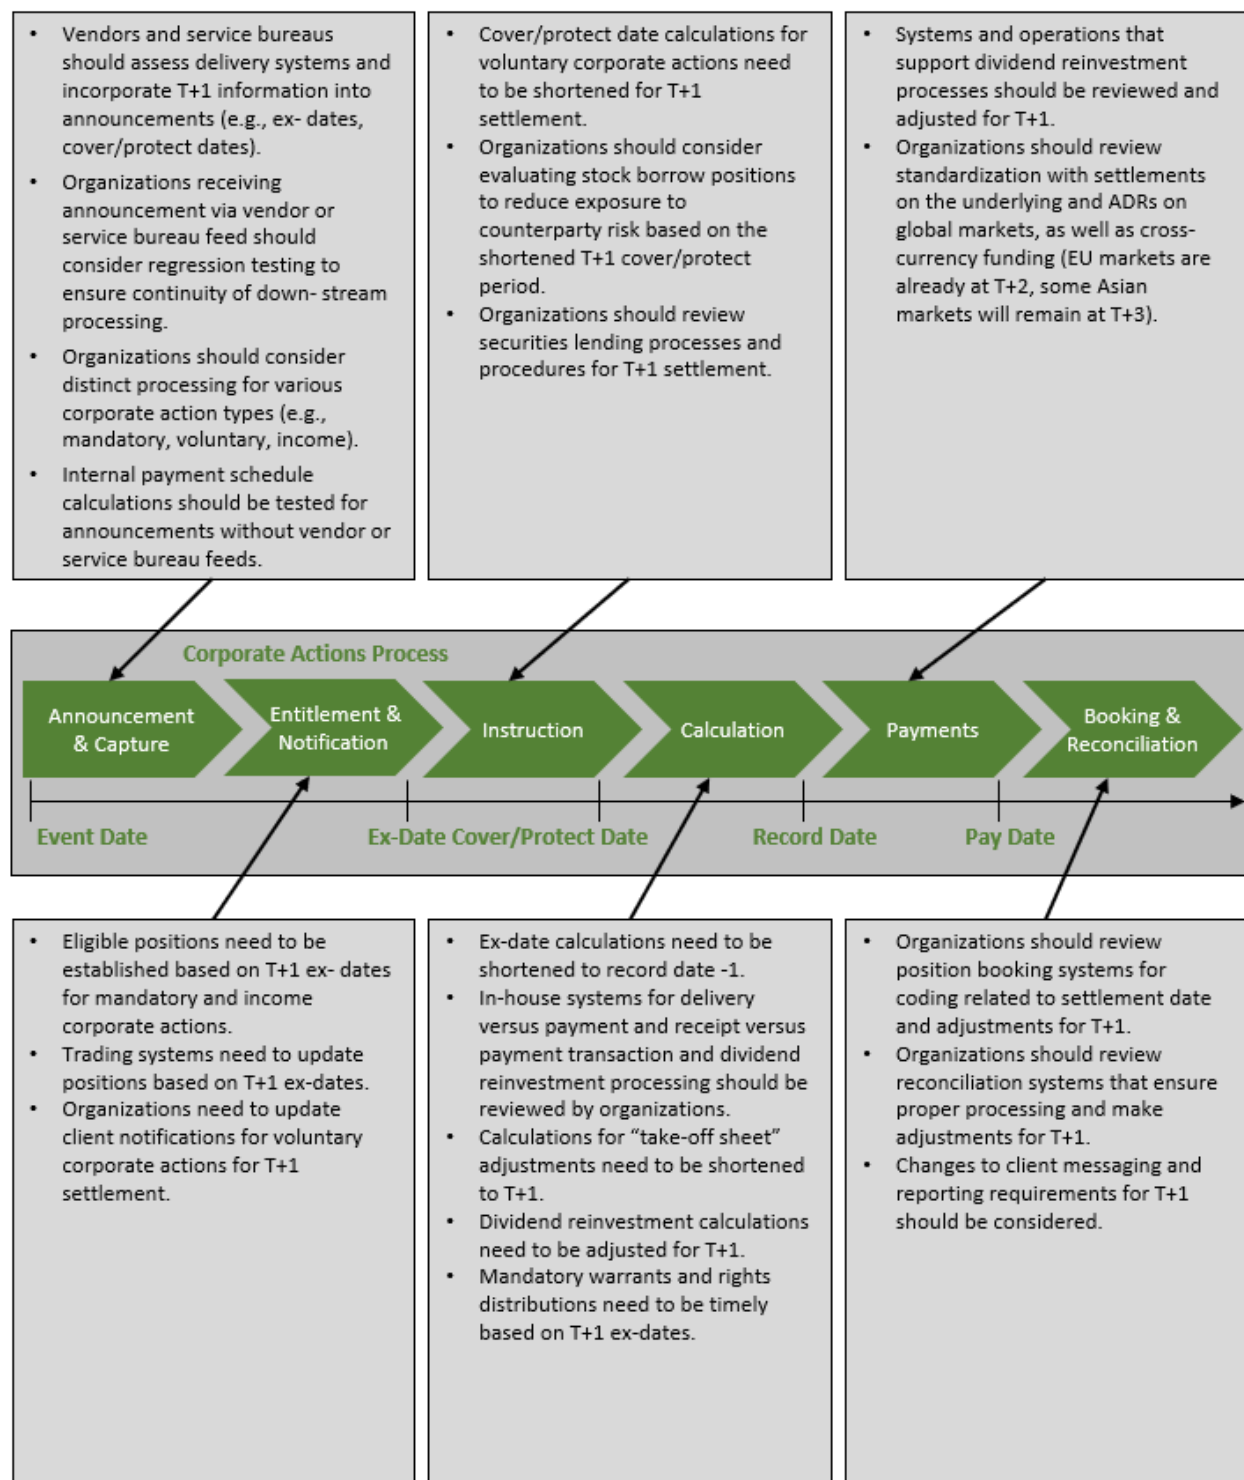 • Vendors and service bureaus
should assess delivery systems and
incorporate T+1 information into
announcements (e.g., ex- dates,
cover/protect dates).
• Organizations receiving
announcement via vendor or
service bureau feed should
consider regression testing to
ensure continuity of down- stream
processing.
• Organizations should consider
distinct processing for various
corporate action types (e.g.,
mandatory, voluntary, income).
• Internal payment schedule
calculations should be tested for
announcements without vendor or
service bureau feeds.
• Cover/protect date calculations for
voluntary corporate actions need
to be shortened for T+1
settlement.
• Organizations should consider
evaluating stock borrow positions
to reduce exposure to
counterparty risk based on the
shortened T+1 cover/protect
period.
• Organizations should review
securities lending processes and
procedures for T+1 settlement.
• Systems and operations that
support dividend reinvestment
processes should be reviewed and
adjusted for T+1.
• Organizations should review
standardization with settlements
on the underlying and ADRs on
global markets, as well as cross-
currency funding (EU markets are
already at T+2, some Asian
markets will remain at T+3).
Corporate Actions Process
Announcement
& Capture
Entitlement &
Notification
Instruction
Calculation
Payments
Booking &
Reconciliation
Event Date
Ex-Date Cover/Protect Date
Record Date
Pay Date
• Eligible positions need to be
established based on T+1 ex- dates
for mandatory and income
corporate actions.
• Trading systems need to update
positions based on T+1 ex-dates.
• Organizations need to update
client notifications for voluntary
corporate actions for T+1
settlement.
• Ex-date calculations need to be
shortened to record date -1.
• In-house systems for delivery
versus payment and receipt versus
payment transaction and dividend
reinvestment processing should be
reviewed by organizations.
• Calculations for “take-off sheet”
adjustments need to be shortened
to T+1.
• Dividend reinvestment calculations
need to be adjusted for T+1.
• Mandatory warrants and rights
distributions need to be timely
based on T+1 ex-dates.
• Organizations should review
position booking systems for
coding related to settlement date
and adjustments for T+1.
• Organizations should review
reconciliation systems that ensure
proper processing and make
adjustments for T+1.
• Changes to client messaging and
reporting requirements for T+1
should be considered.